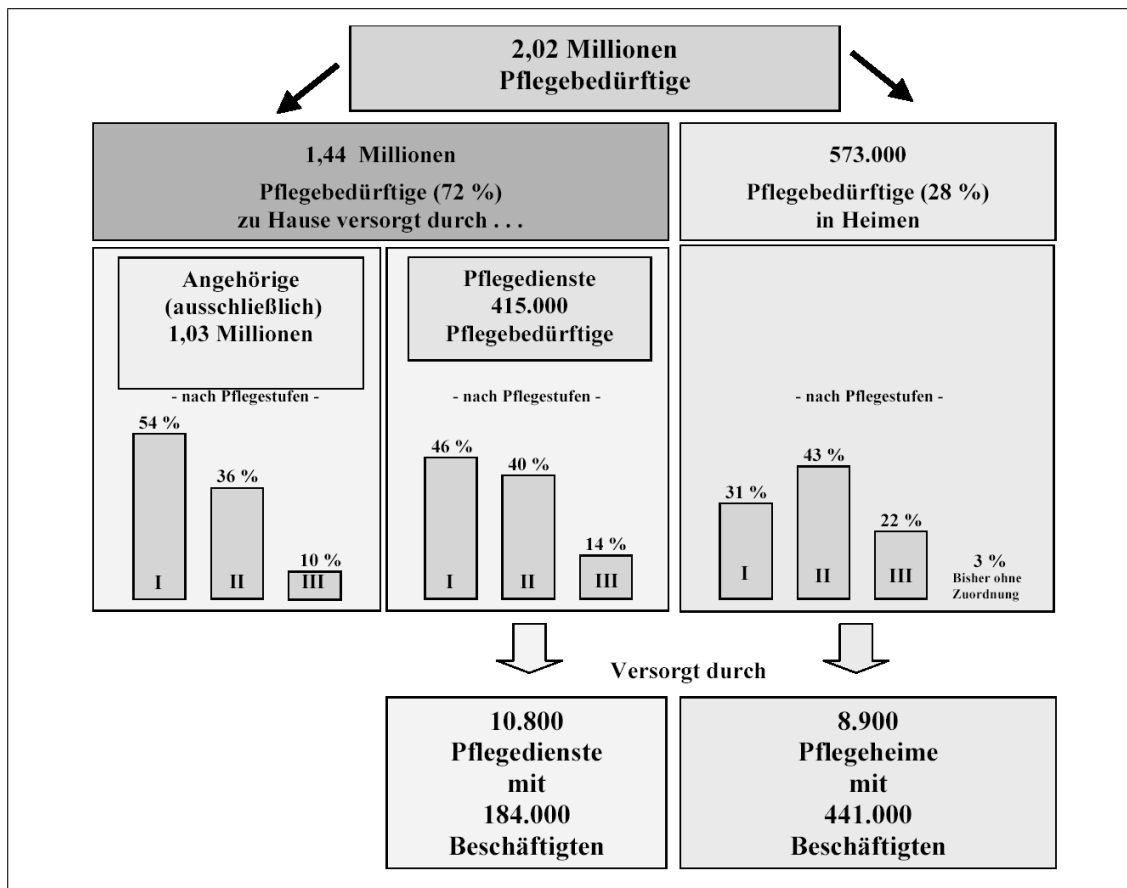 2,02 Millionen
Pflegebedürftige
1,44 Millionen
Pflegebedürftige (72 %)
zu Hause versorgt durch . . .
573.000
Pflegebedürftige (28 %)
in Heimen
Angehörige
(ausschließlich)
1,03 Millionen
- nach Pflegestufen -
54 %
36 %
10 %
I
II
III
Pflegedienste
415.000
Pflegebedürftige
- nach Pflegestufen -
46 %
40 %
14 %
I
II
III
- nach Pflegestufen -
31 %
43 %
22 %
3 %
Bisher ohne
Zuordnung
I
II
III
Versorgt durch
10.800
Pflegedienste
mit
184.000
Beschäftigten
8.900
Pflegeheime
mit
441.000
Beschäftigten